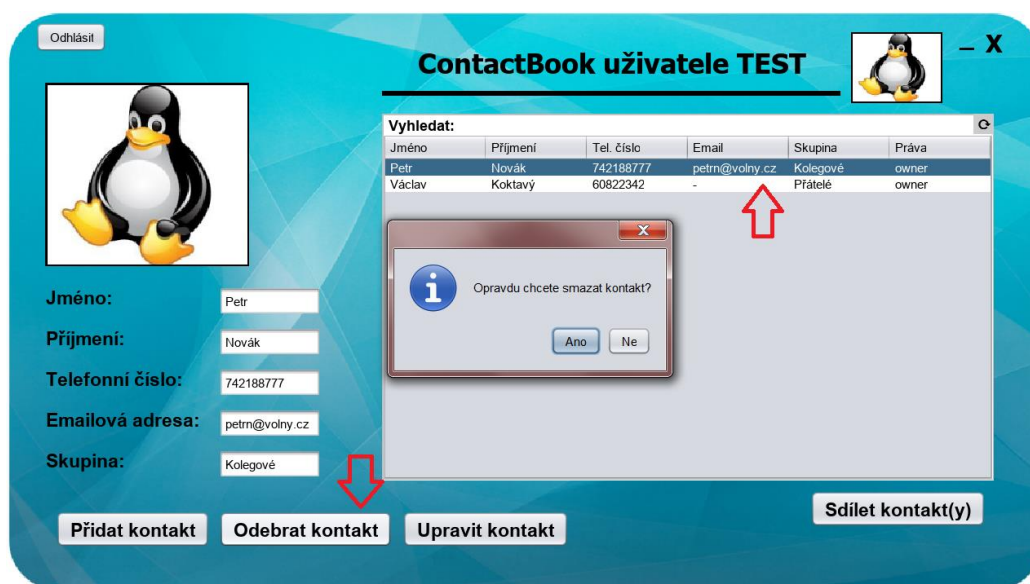 Odhlásit
ContactBook uživatele TEST
– X
Vyhledat:
Jméno Příjmení Tel. číslo Email Skupina Práva
Petr Novák 742188777 petrn@volny.cz Kolegové owner
Václav Koktavý 60822342 - Přátelé owner
X
Opravdu chcete smazat kontakt?
Ano Ne
Jméno: Petr
Příjmení: Novák
Telefonní číslo: 742188777
Emailová adresa: petrn@volny.cz
Skupina: Kolegové
Sdílet kontakt(y)
Přidat kontakt Odebrat kontakt Upravit kontakt